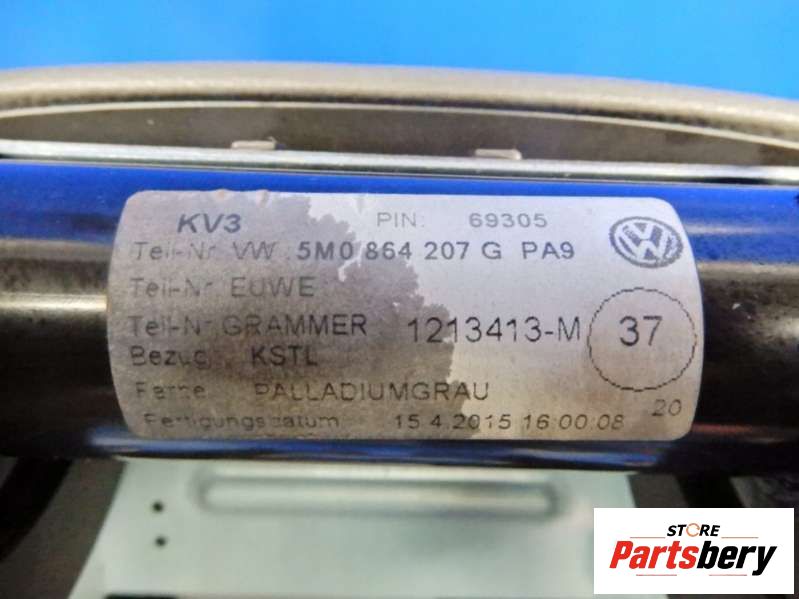 KV3 PIN: 69305
Teil-Nr VW 5M0 864 207 G PA9
Teil-Nr EUWE
Teil-Nr GRAMMER 1213413-M 37
Bezug KSTL
Farbe PALLADIUMGRAU
Fertigungsdatum 15.4.2015 16:00:08 20
STORE
Partsbery